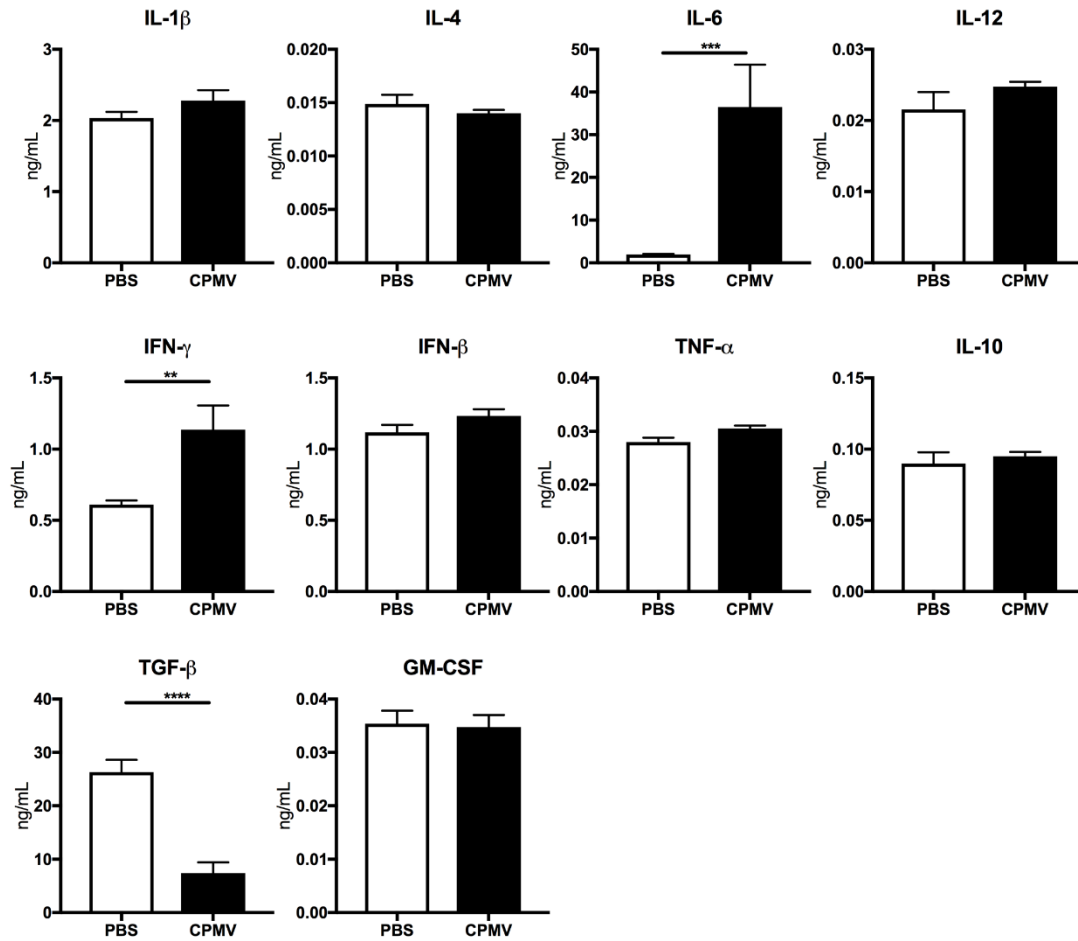 IL-1β
ng/mL
3
2
1
0
PBS CPMV
IL-4
ng/mL
0.020
0.015
0.010
0.005
0.000
PBS CPMV
IL-6
***
ng/mL
50
40
30
20
10
0
PBS CPMV
IL-12
ng/mL
0.03
0.02
0.01
0.00
PBS CPMV
IFN-γ
**
ng/mL
1.5
1.0
0.5
0.0
PBS CPMV
IFN-β
ng/mL
1.5
1.0
0.5
0.0
PBS CPMV
TNF-α
ng/mL
0.04
0.03
0.02
0.01
0.00
PBS CPMV
IL-10
ng/mL
0.15
0.10
0.05
0.00
PBS CPMV
TGF-β
****
ng/mL
40
30
20
10
0
PBS CPMV
GM-CSF
ng/mL
0.04
0.03
0.02
0.01
0.00
PBS CPMV